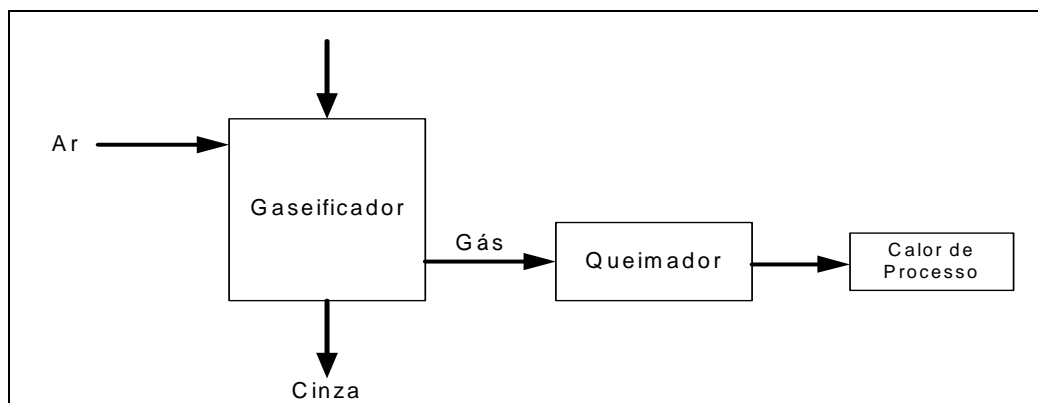 Ar
Gaseificador
Gás
Queimador
Calor de
Processo
Cinza